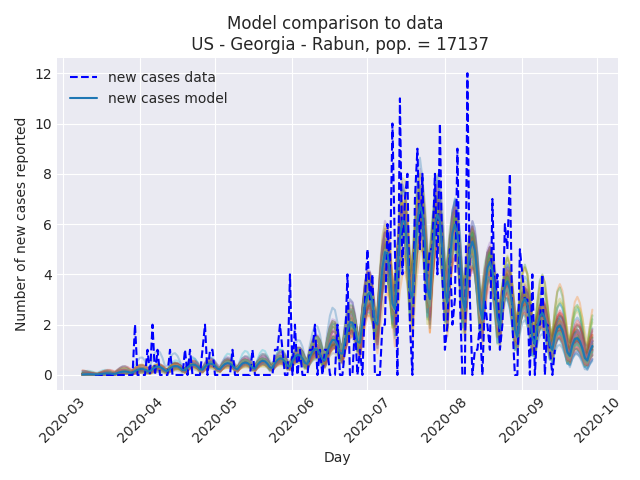 Model comparison to data
US - Georgia - Rabun, pop. = 17137
new cases data
new cases model
Number of new cases reported
12
10
8
6
4
2
0
2020-03
2020-04
2020-05
2020-06
2020-07
2020-08
2020-09
2020-10
Day